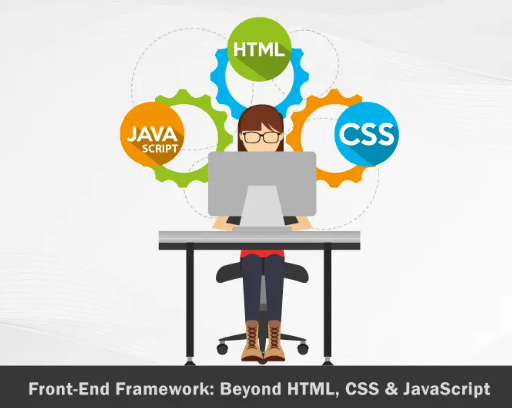 HTML
JAVA
SCRIPT
CSS
Front-End Framework: Beyond HTML, CSS & JavaScript